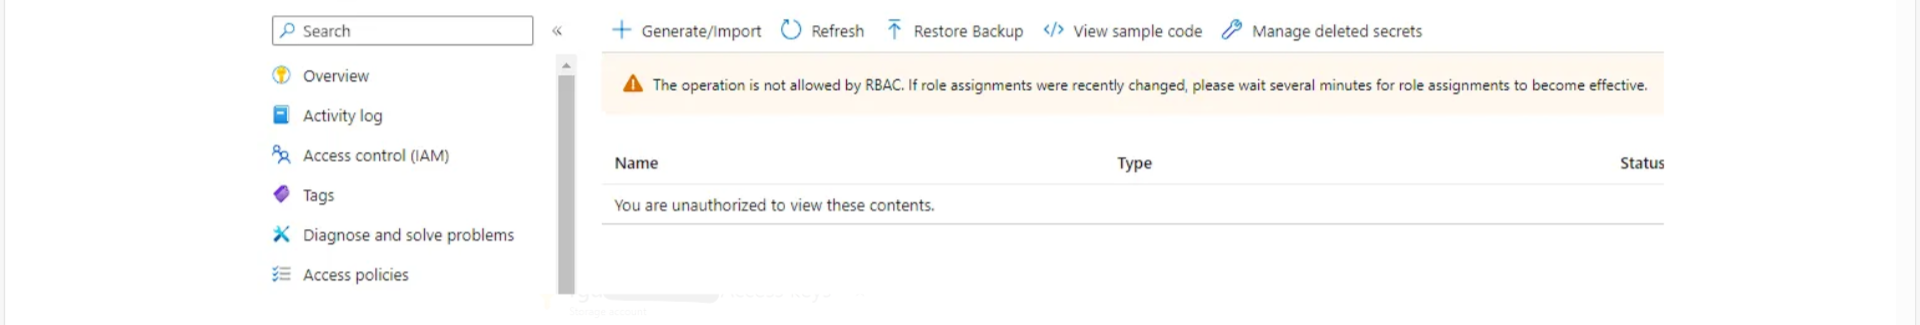 Search
Generate/Import Refresh Restore Backup View sample code Manage deleted secrets
Overview
Activity log
Access control (IAM)
Tags
Diagnose and solve problems
Access policies
The operation is not allowed by RBAC. If role assignments were recently changed, please wait several minutes for role assignments to become effective.
Name Type Status
You are unauthorized to view these contents.